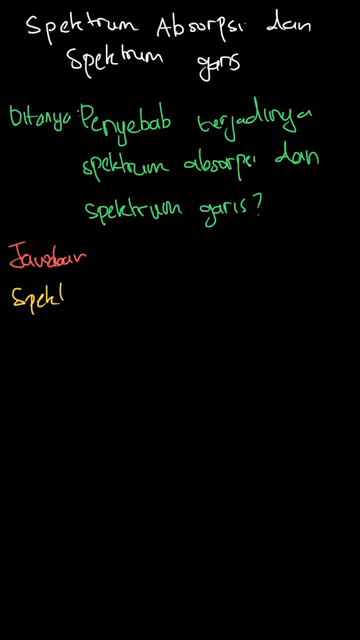 Spektrum Absorpsi dan
Spektrum garis
Ditanya: Penyebab terjadinya
spektrum absorpsi dan
spektrum garis?
Jawaban
Spekt